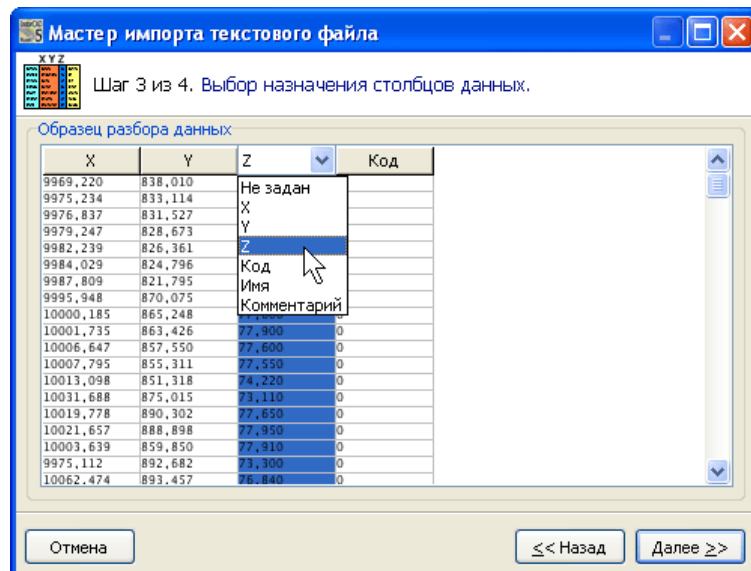 Мастер импорта текстового файла
X Y Z
Шаг 3 из 4. Выбор назначения столбцов данных.
Образец разбора данных
X Y Z Код
9969,220 838,010
9975,234 833,114
9976,837 831,527
9979,247 828,673
9982,239 826,361
9984,029 824,796
9987,809 821,795
9995,948 870,075
Не задан
X
Y
Z
Код
Имя
Комментарий
10000,185 865,248 0
10001,735 863,426 77,900 0
10006,647 857,550 77,600 0
10007,795 855,311 77,550 0
10013,098 851,318 74,220 0
10031,688 875,015 73,110 0
10019,778 890,302 77,650 0
10021,657 888,898 77,950 0
10003,639 859,850 77,910 0
9975,112 892,682 73,300 0
10062,474 893,457 76,840 0
Отмена
<< Назад
Далее >>